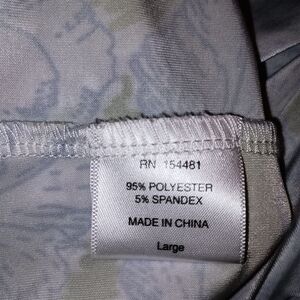 RN 154481
95% POLYESTER
5% SPANDEX
MADE IN CHINA
Large